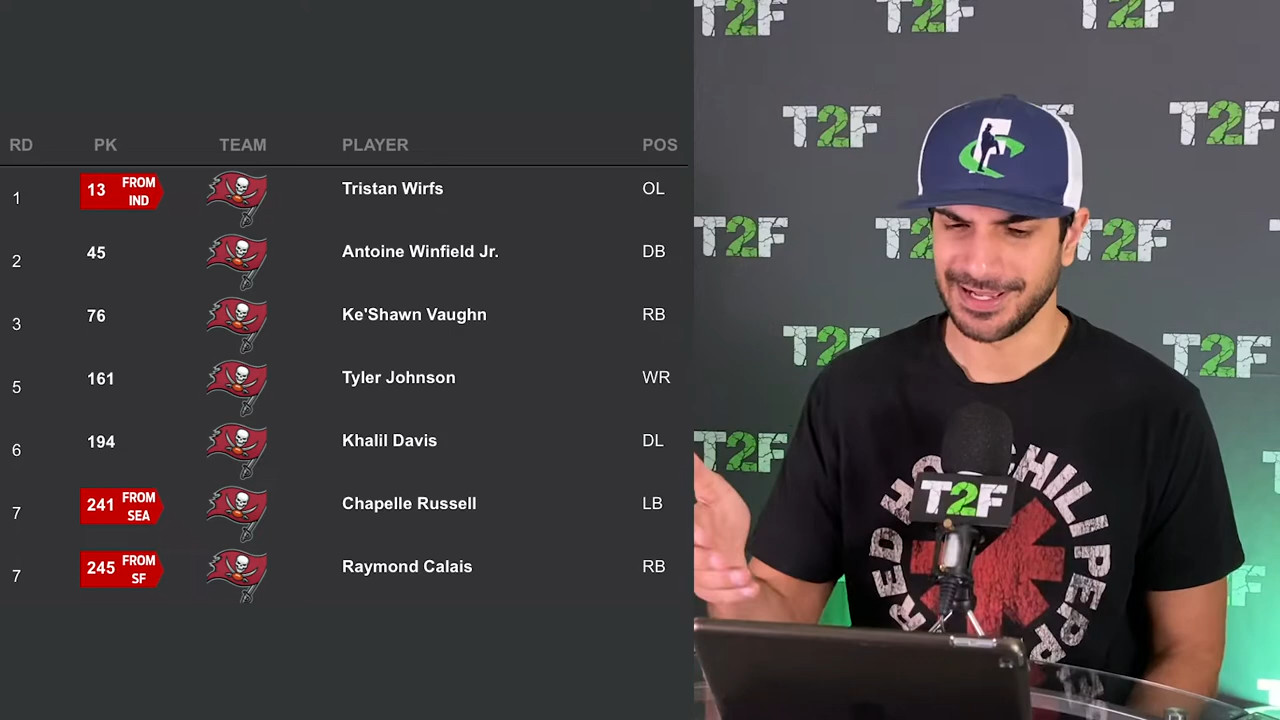 RD PK TEAM PLAYER POS
1 13 FROM IND Tristan Wirfs OL
2 45 Antoine Winfield Jr. DB
3 76 Ke'Shawn Vaughn RB
5 161 Tyler Johnson WR
6 194 Khalil Davis DL
7 241 FROM SEA Chapelle Russell LB
7 245 FROM SF Raymond Calais RB
T2F T2F T2F
T2F T2F
T2F T2F T2F
T2F T2F
T2F
T2F
RED HO CHILI PEPP